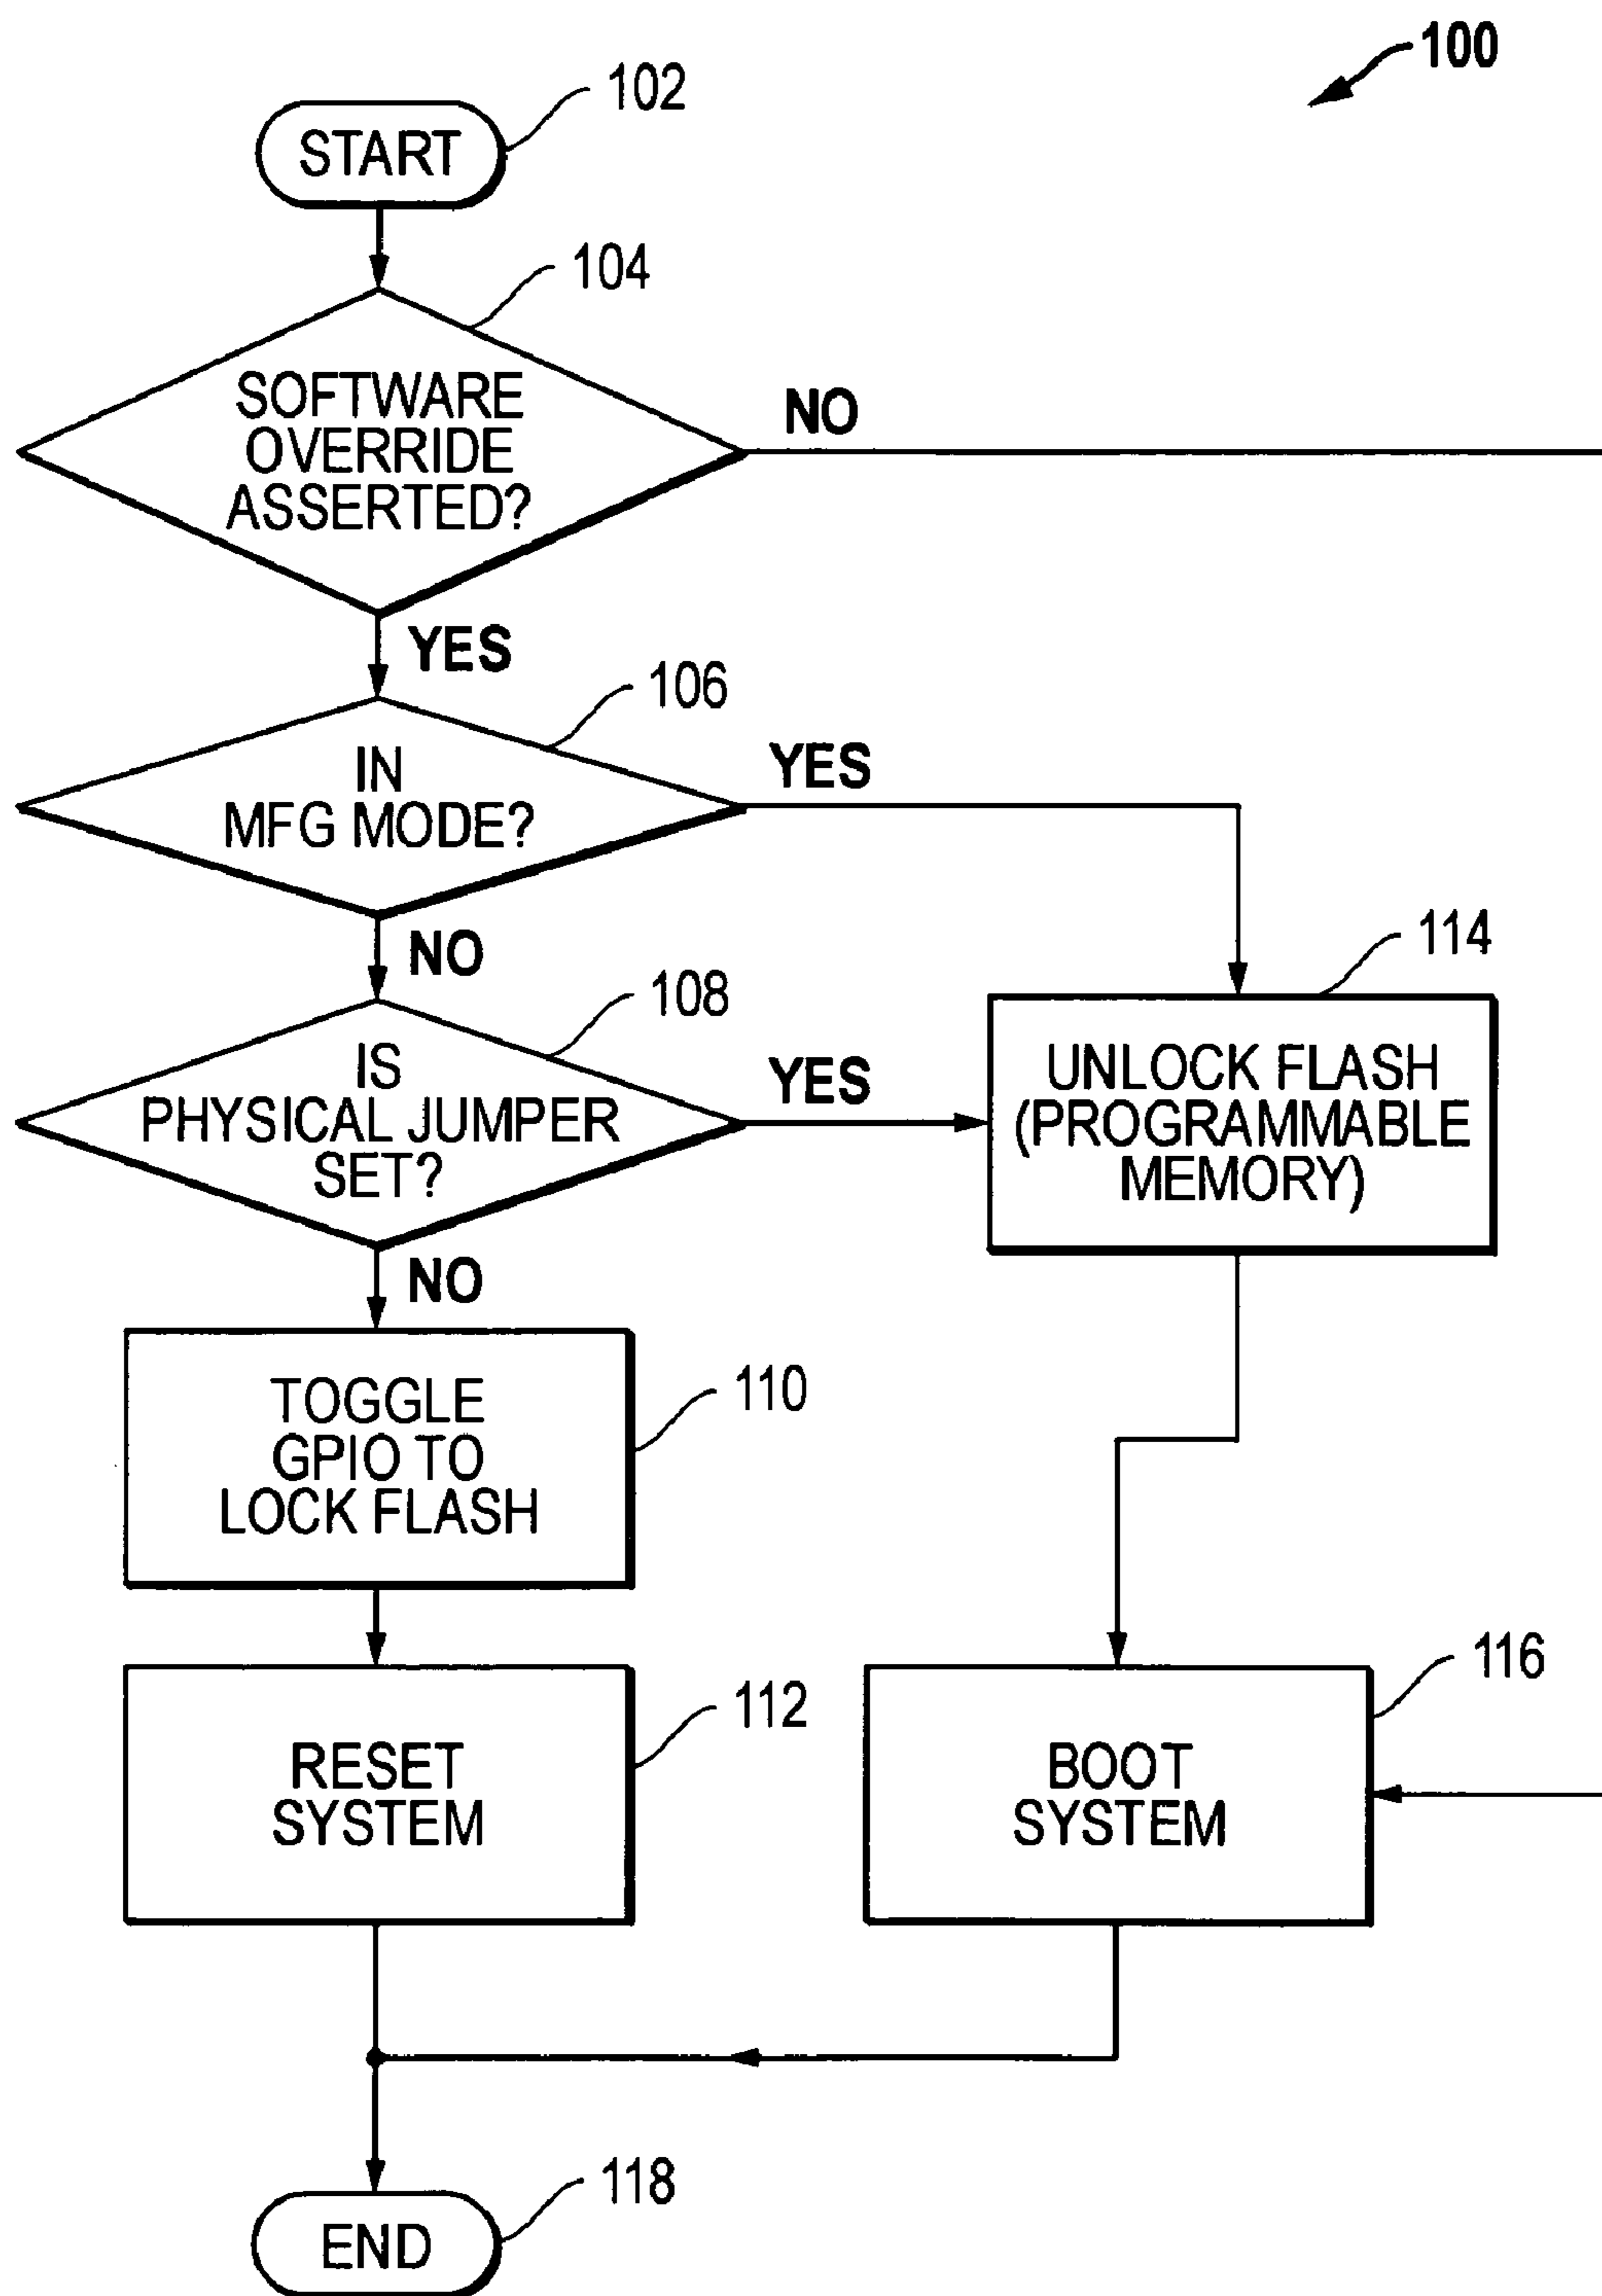 100
102
START
104
SOFTWARE
OVERRIDE
ASSERTED?
NO
YES
106
IN
MFG MODE?
YES
NO
108
IS
PHYSICAL JUMPER
SET?
YES
114
UNLOCK FLASH
(PROGRAMMABLE
MEMORY)
NO
110
TOGGLE
GPIO TO
LOCK FLASH
112
RESET
SYSTEM
116
BOOT
SYSTEM
118
END